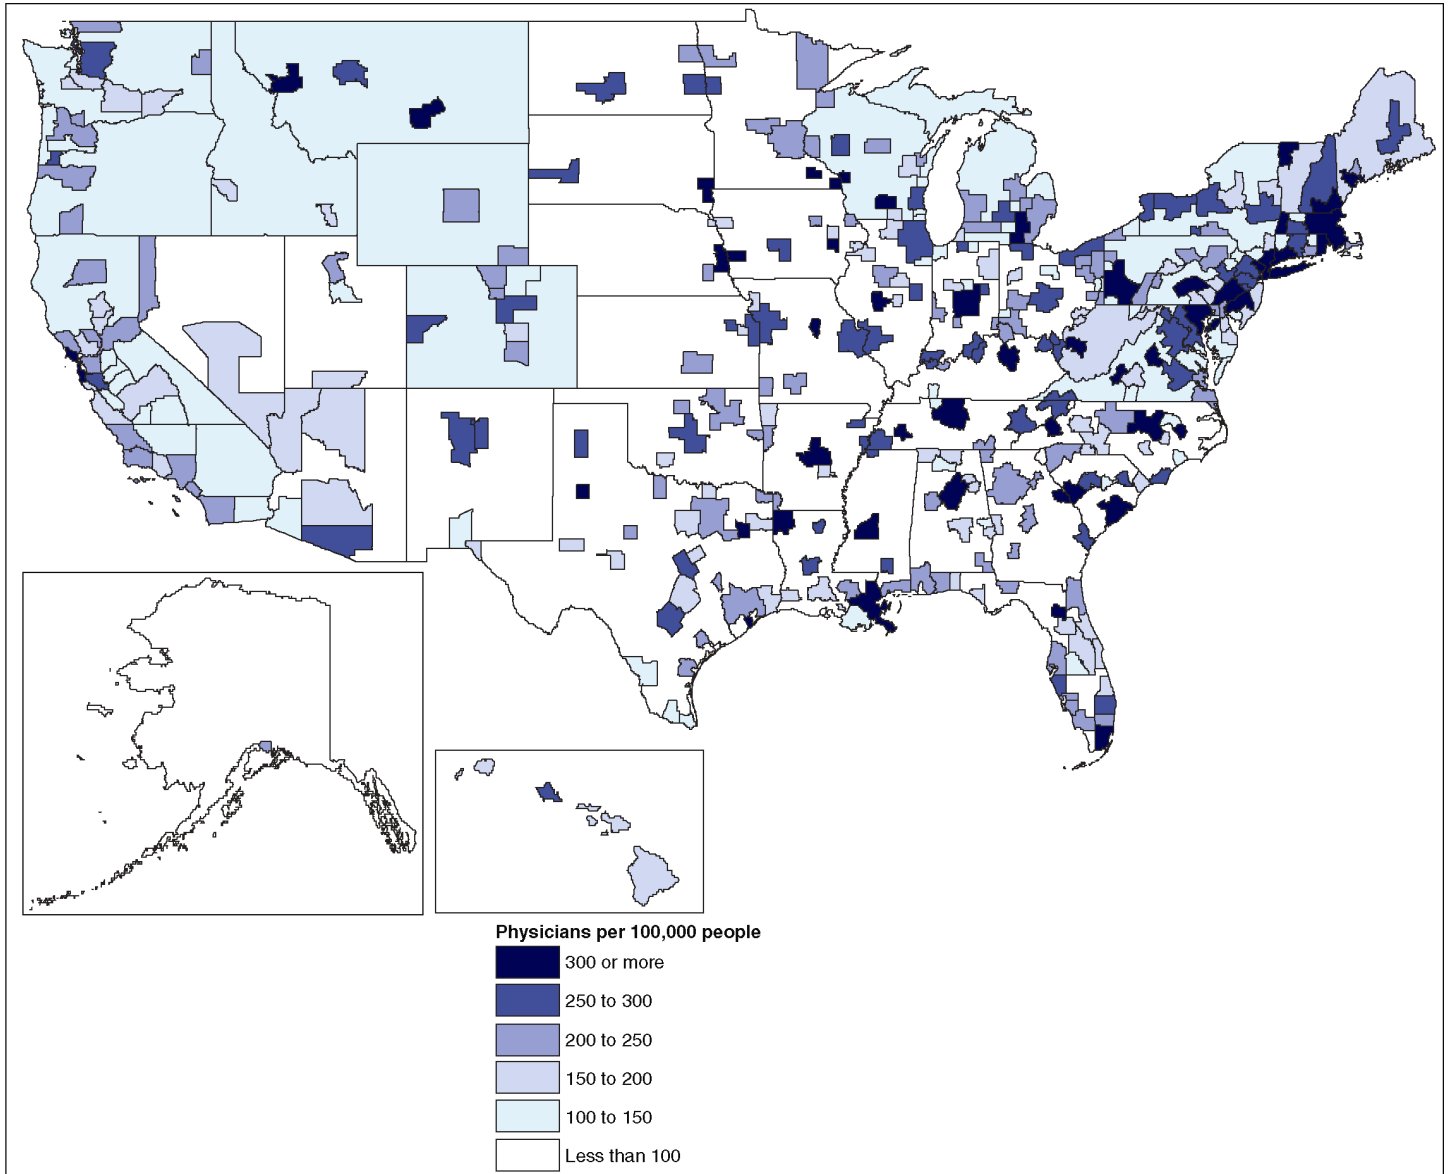 Physicians per 100,000 people
300 or more
250 to 300
200 to 250
150 to 200
100 to 150
Less than 100